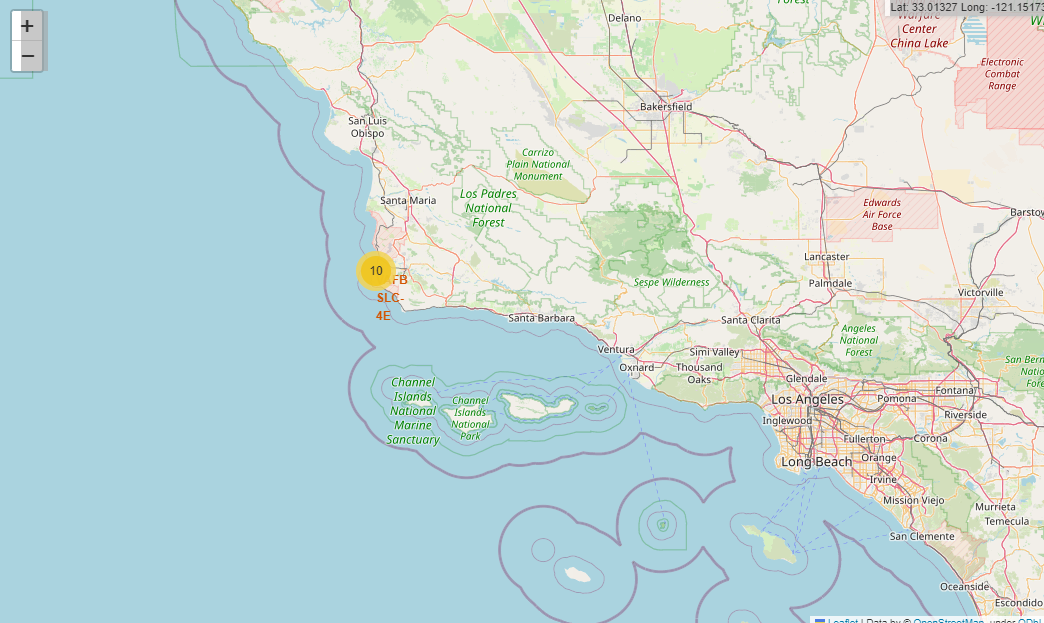 Delano
Forest
Lat: 33.01327 Long: -121.15173
+
−
Warfare
Center
China Lake
W
Electronic
Combat
Range
Bakersfield
San Luis
Obispo
Carrizo
Plain National
Monument
Los Padres
National
Forest
Santa Maria
Edwards
Air Force
Base
Barstow
10
FB
SLC-
4E
Lancaster
Palmdale
Sespe Wilderness
Victorville
Santa Barbara
Santa Clarita
Angeles
National
Forest
Ventura
Simi Valley
Oxnard
Thousand
Oaks
San Bern
Natio
Fore
Glendale
Channel
Islands
National
Marine
Sanctuary
Channel
Islands
National
Park
Los Angeles
Pomona
Fontana
Inglewood
Riverside
Fullerton
Corona
Long Beach
Orange
Irvine
Mission Viejo
Murrieta
Temecula
San Clemente
Oceanside
Escondido
Leaflet | Data by © OpenStreetMap, under ODbL